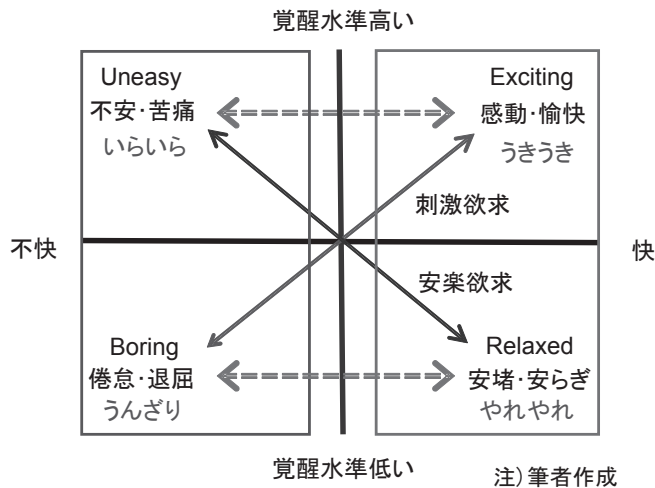 覚醒水準高い
Uneasy
不安・苦痛
いらいら
Exciting
感動・愉快
うきうき
刺激欲求
不快
快
安楽欲求
Boring
倦怠・退屈
うんざり
Relaxed
安堵・安らぎ
やれやれ
覚醒水準低い
注）筆者作成